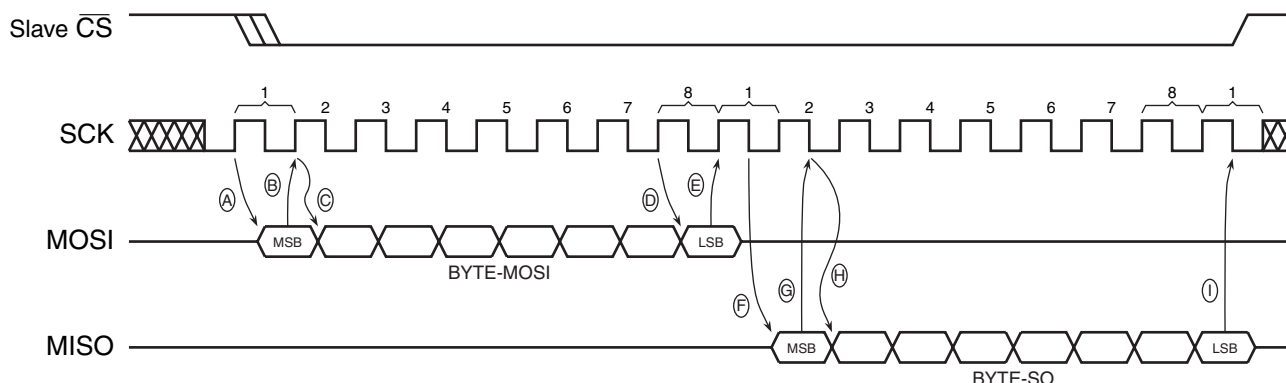 Slave CS
1 8 1 8 1
2 3 4 5 6 7 2 3 4 5 6 7
SCK
A B C D E
MOSI MSB LSB
BYTE-MOSI
F G H I
MISO MSB LSB
BYTE-SO